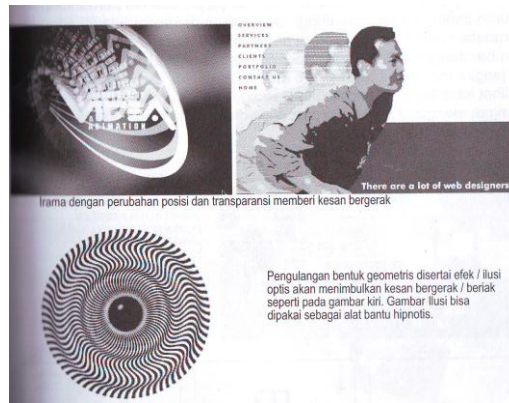 OVERVIEW
SERVICES
PARTNERS
CLIENTS
PORTFOLIO
CONTACT US
HOME
ANIMATION
There are a lot of web designers
Irama dengan perubahan posisi dan transparansi memberi kesan bergerak
Pengulangan bentuk geometris disertai efek / ilusi
optis akan menimbulkan kesan bergerak / beriak
seperti pada gambar kiri. Gambar Ilusi bisa
dipakai sebagai alat bantu hipnotis.